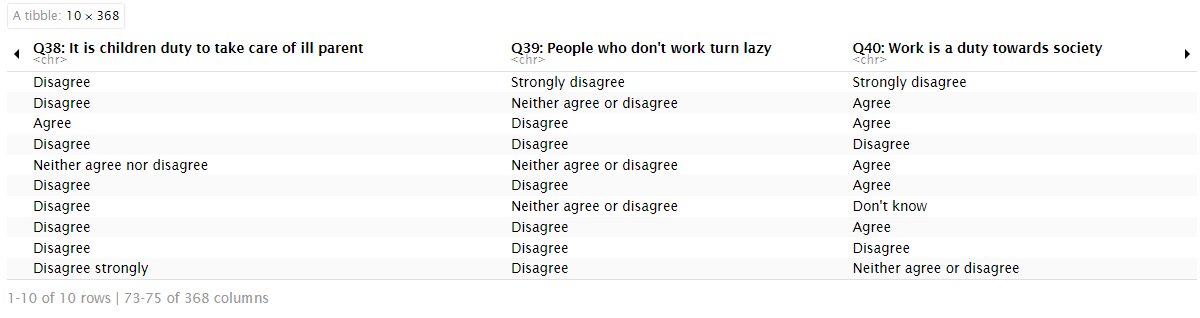 A tibble: 10 × 368
Q38: It is children duty to take care of ill parent Q39: People who don't work turn lazy Q40: Work is a duty towards society
<chr> <chr> <chr>
Disagree Strongly disagree Strongly disagree
Disagree Neither agree or disagree Agree
Agree Disagree Agree
Disagree Disagree Disagree
Neither agree nor disagree Neither agree or disagree Agree
Disagree Disagree Agree
Disagree Neither agree or disagree Don't know
Disagree Disagree Agree
Disagree Disagree Disagree
Disagree strongly Disagree Neither agree or disagree
1-10 of 10 rows | 73-75 of 368 columns